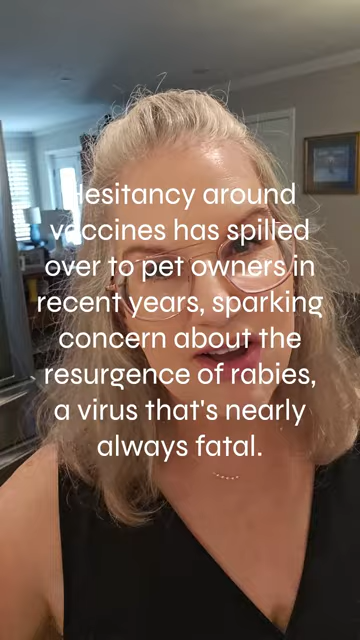 Hesitancy around
vaccines has spilled
over to pet owners in
recent years, sparking
concern about the
resurgence of rabies,
a virus that's nearly
always fatal.